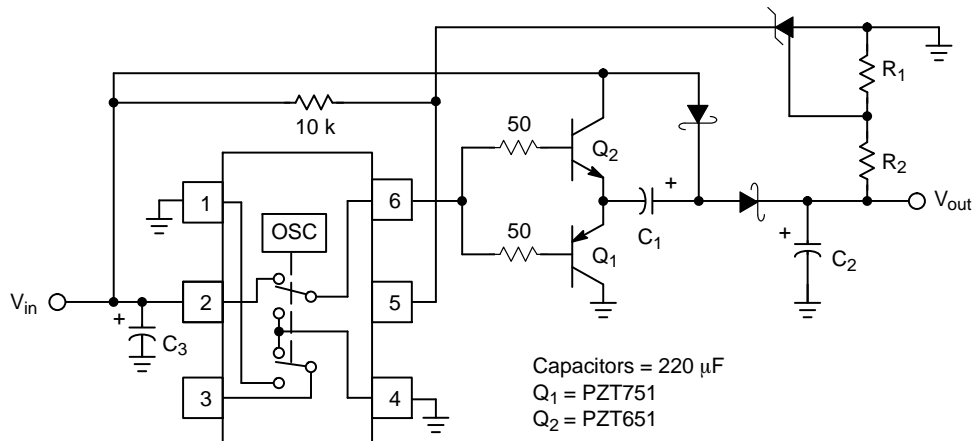 10 k
R1
R2
50
Q2
50
Q1
C1
+
Vout
+
C2
Vin
+
C3
1
2
3
OSC
6
5
4
Capacitors = 220 μF
Q1 = PZT751
Q2 = PZT651